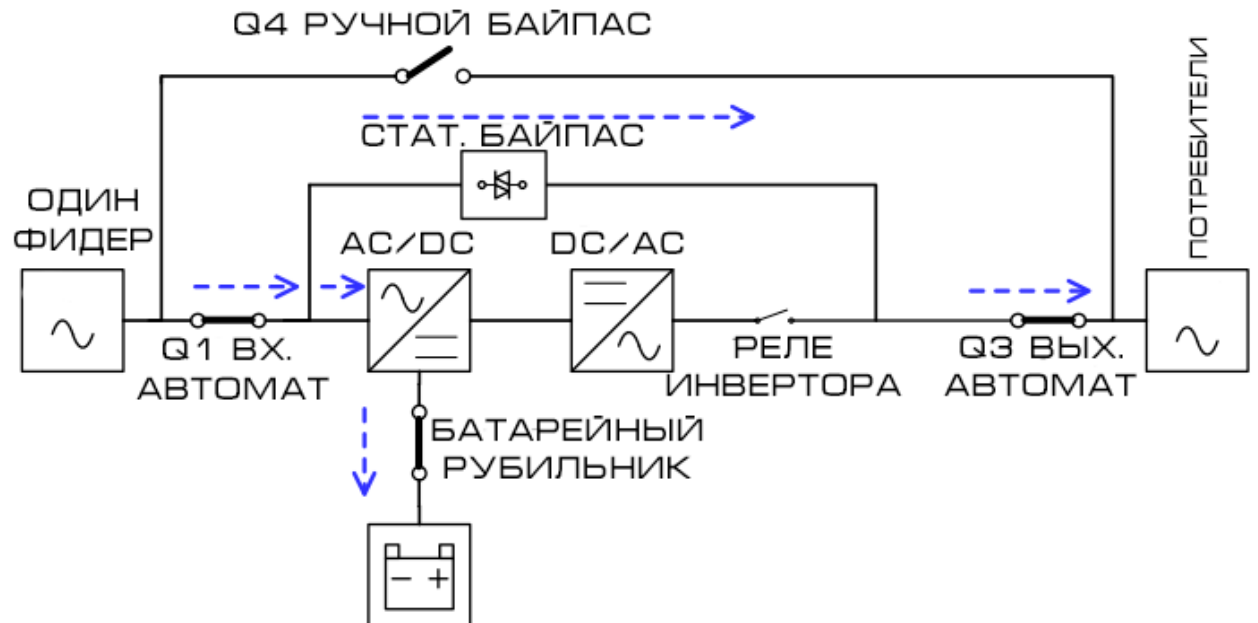 Q4 РУЧНОЙ БАЙПАС
СТАТ. БАЙПАС
ПОТРЕБИТЕЛИ
ОДИН
ФИДЕР
AC/DC
DC/AC
Q1 ВХ.
АВТОМАТ
РЕЛЕ
ИНВЕРТОРА
Q3 ВЫХ.
АВТОМАТ
БАТАРЕЙНЫЙ
РУБИЛЬНИК
- +